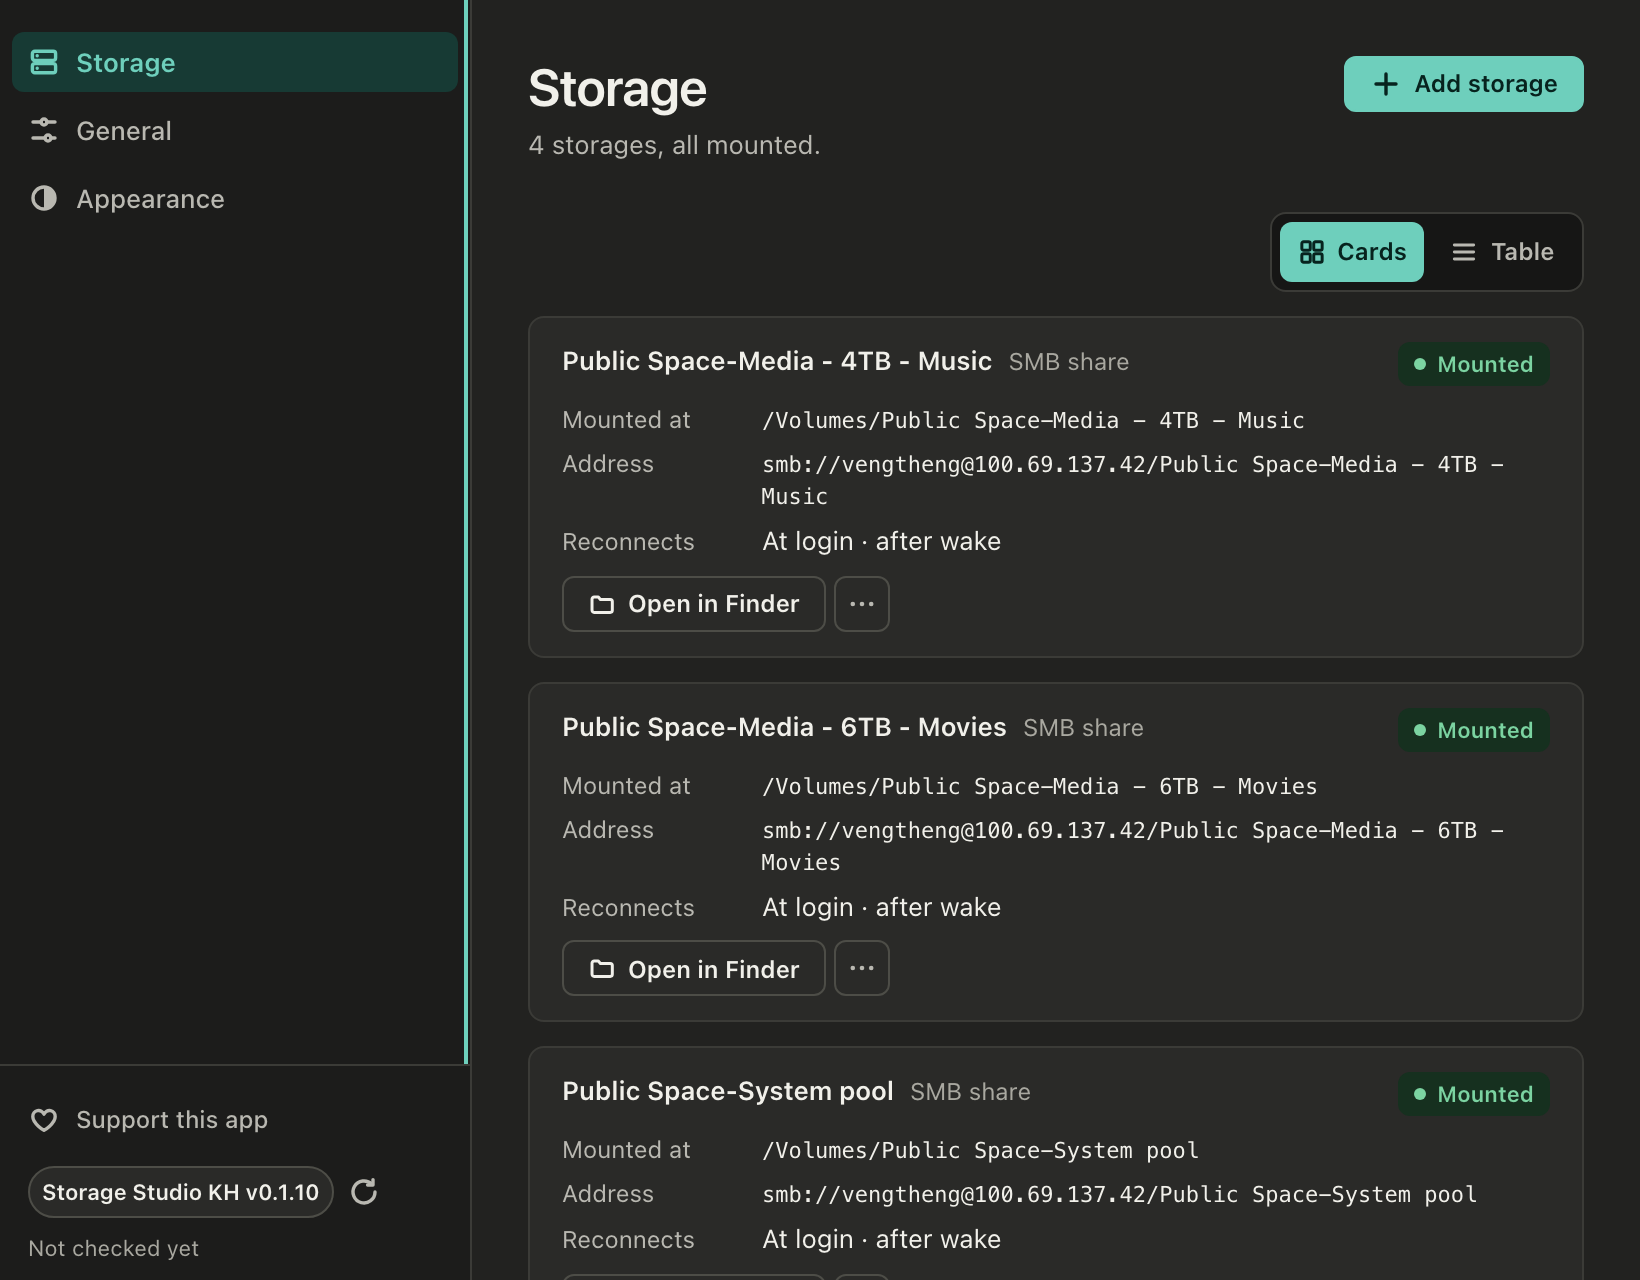 Storage
General
Appearance
Support this app
Storage Studio KH v0.1.10
Not checked yet
Storage
4 storages, all mounted.
Add storage
Cards
Table
Public Space-Media - 4TB - Music SMB share
Mounted
Mounted at /Volumes/Public Space-Media - 4TB - Music
Address smb://vengtheng@100.69.137.42/Public Space-Media - 4TB -
Music
Reconnects At login · after wake
Open in Finder ···
Public Space-Media - 6TB - Movies SMB share
Mounted
Mounted at /Volumes/Public Space-Media - 6TB - Movies
Address smb://vengtheng@100.69.137.42/Public Space-Media - 6TB -
Movies
Reconnects At login · after wake
Open in Finder ···
Public Space-System pool SMB share
Mounted
Mounted at /Volumes/Public Space-System pool
Address smb://vengtheng@100.69.137.42/Public Space-System pool
Reconnects At login · after wake